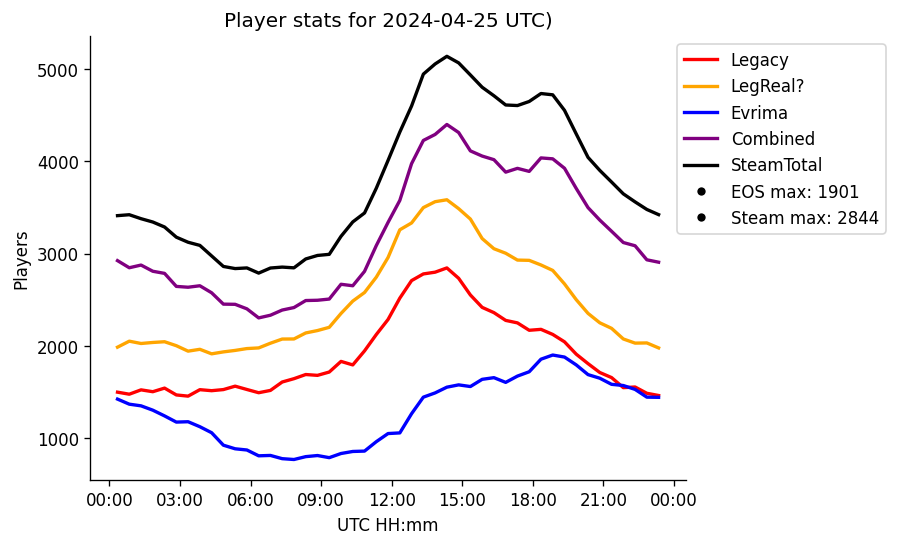 Player stats for 2024-04-25 UTC)
Players
5000
4000
3000
2000
1000
00:00 03:00 06:00 09:00 12:00 15:00 18:00 21:00 00:00
UTC HH:mm
Legacy
LegReal?
Evrima
Combined
SteamTotal
EOS max: 1901
Steam max: 2844